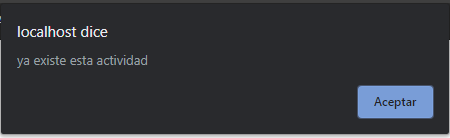 localhost dice
ya existe esta actividad
Aceptar